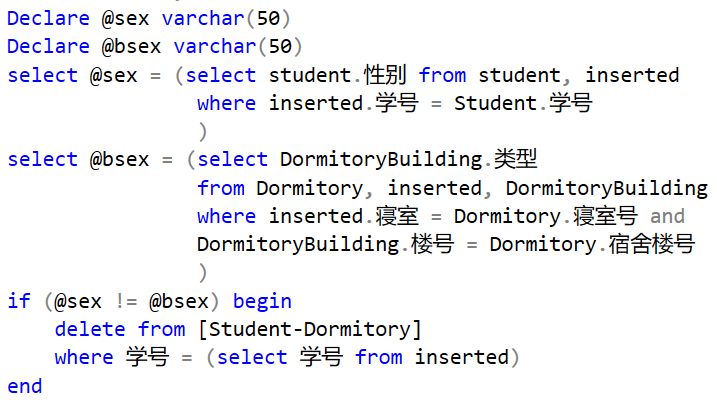 Declare @sex varchar(50)
Declare @bsex varchar(50)
select @sex = (select student.性别 from student, inserted
where inserted.学号 = Student.学号
)
select @bsex = (select DormitoryBuilding.类型
from Dormitory, inserted, DormitoryBuilding
where inserted.寝室 = Dormitory.寝室号 and
DormitoryBuilding.楼号 = Dormitory.宿舍楼号
)
if (@sex != @bsex) begin
delete from [Student-Dormitory]
where 学号 = (select 学号 from inserted)
end